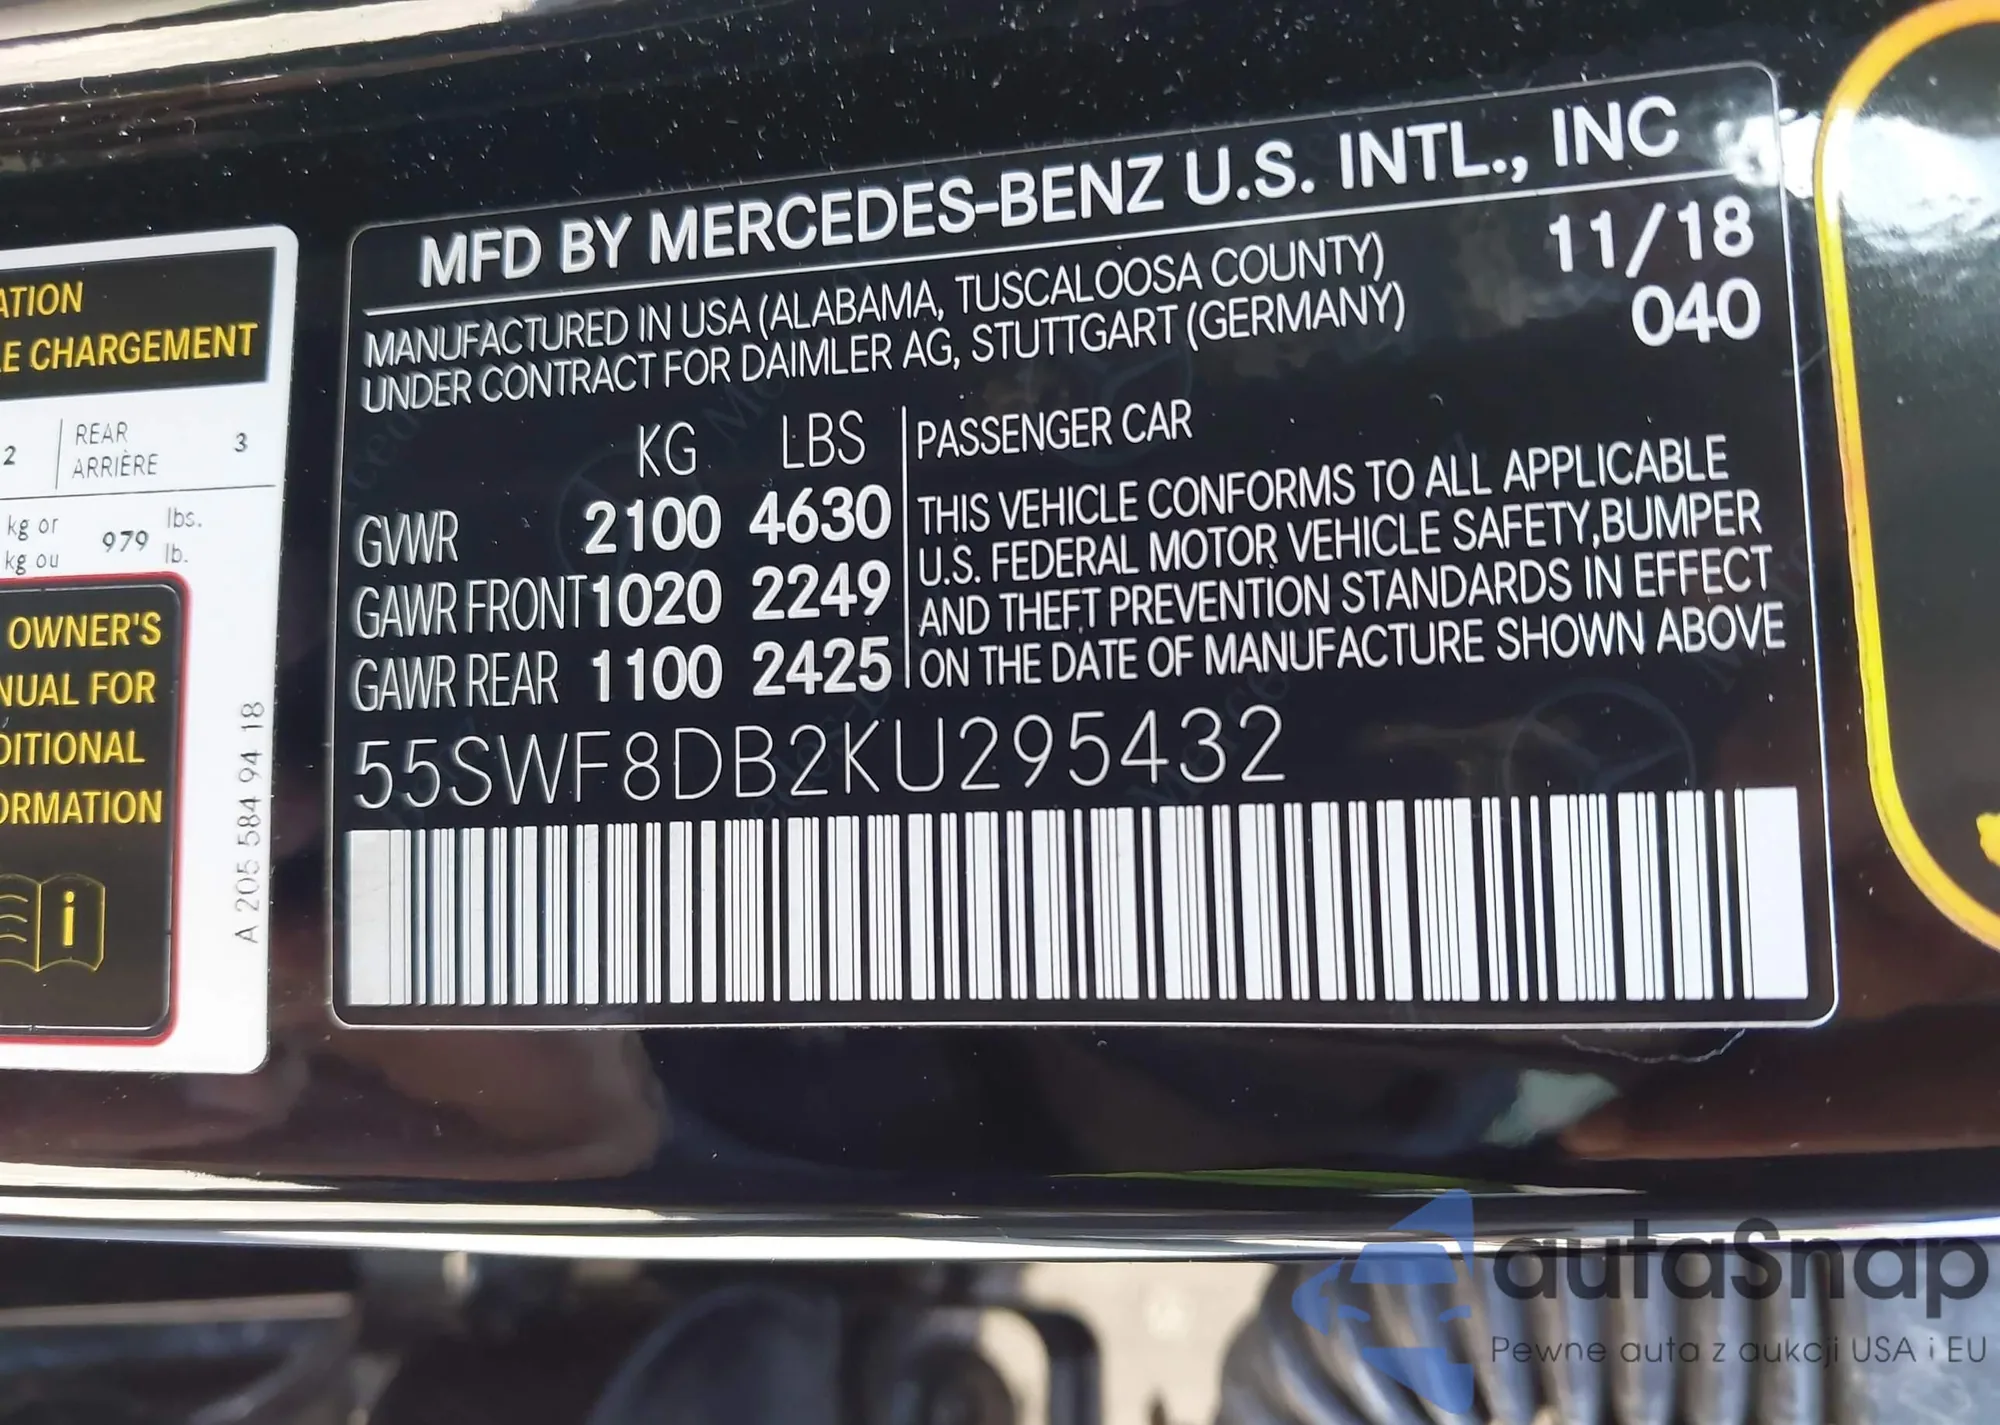 ATION
LE CHARGEMENT
2 REAR ARRIÈRE 3
kg or
kg ou
979
lbs.
lb.
OWNER'S
NUAL FOR
DITIONAL
ORMATION
i
A 205 584 94 18
MFD BY MERCEDES-BENZ U.S. INTL., INC
MANUFACTURED IN USA (ALABAMA, TUSCALOOSA COUNTY)
UNDER CONTRACT FOR DAIMLER AG, STUTTGART (GERMANY)
11/18
040
KG LBS
GVWR 2100 4630
GAWR FRONT 1020 2249
GAWR REAR 1100 2425
PASSENGER CAR
THIS VEHICLE CONFORMS TO ALL APPLICABLE
U.S. FEDERAL MOTOR VEHICLE SAFETY,BUMPER
AND THEFT PREVENTION STANDARDS IN EFFECT
ON THE DATE OF MANUFACTURE SHOWN ABOVE
55SWF8DB2KU295432
autaSnap
Pewne auta z aukcji USA i EU